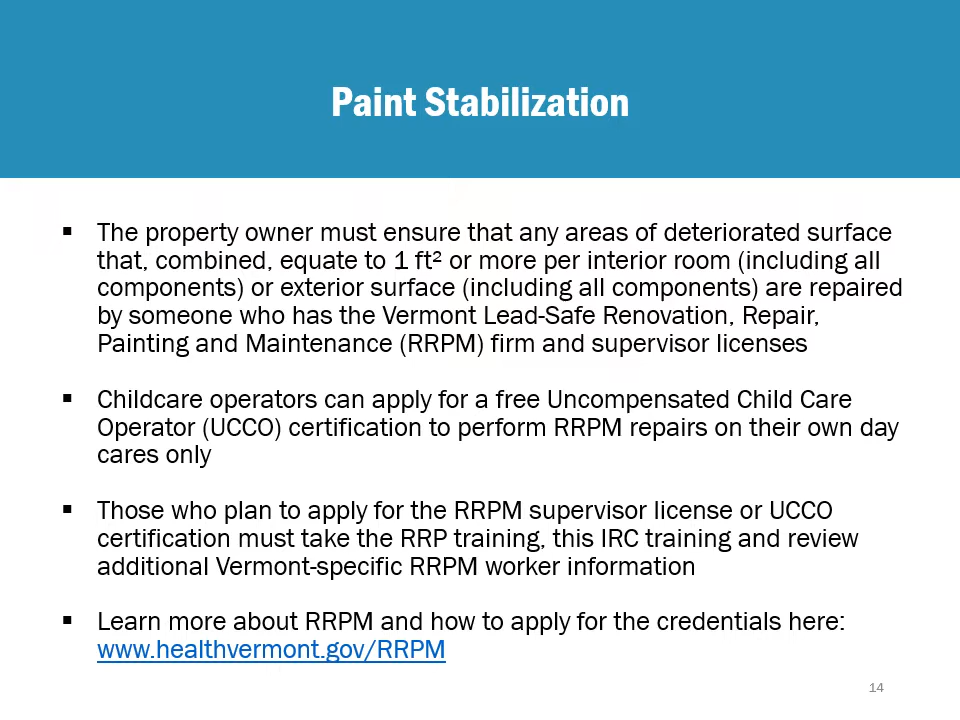 Paint Stabilization
▪ The property owner must ensure that any areas of deteriorated surface
that, combined, equate to 1 ft² or more per interior room (including all
components) or exterior surface (including all components) are repaired
by someone who has the Vermont Lead-Safe Renovation, Repair,
Painting and Maintenance (RRPM) firm and supervisor licenses
▪ Childcare operators can apply for a free Uncompensated Child Care
Operator (UCCO) certification to perform RRPM repairs on their own day
cares only
▪ Those who plan to apply for the RRPM supervisor license or UCCO
certification must take the RRP training, this IRC training and review
additional Vermont-specific RRPM worker information
▪ Learn more about RRPM and how to apply for the credentials here:
www.healthvermont.gov/RRPM
14